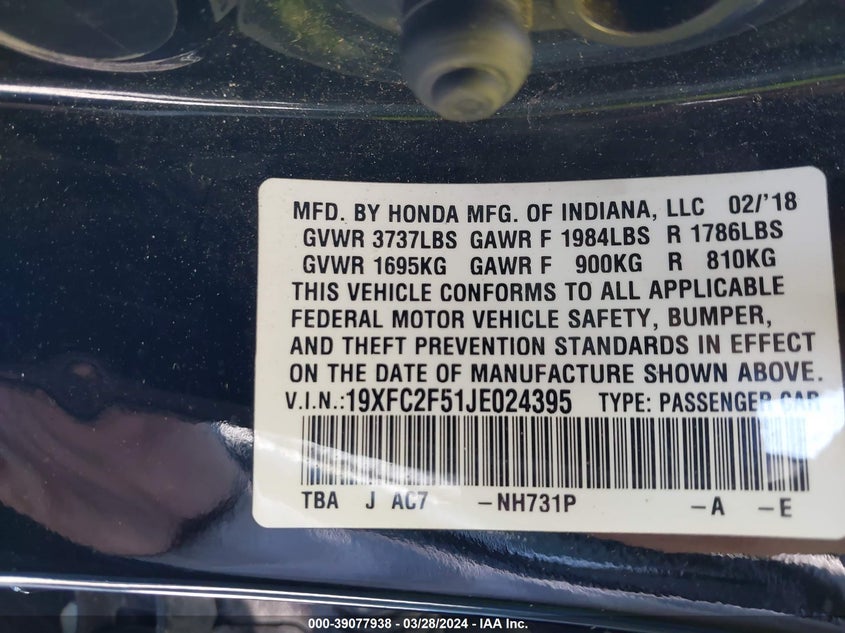 MFD. BY HONDA MFG. OF INDIANA, LLC 02/'18
GVWR 3737LBS GAWR F 1984LBS R 1786LBS
GVWR 1695KG GAWR F 900KG R 810KG
THIS VEHICLE CONFORMS TO ALL APPLICABLE
FEDERAL MOTOR VEHICLE SAFETY, BUMPER,
AND THEFT PREVENTION STANDARDS IN EFFECT
ON THE DATE OF MANUFACTURE SHOWN ABOVE.
V.I.N.:19XFC2F51JE024395 TYPE: PASSENGER CAR
TBA J AC7 -NH731P -A -E
000-39077938 - 03/28/2024 - IAA Inc.